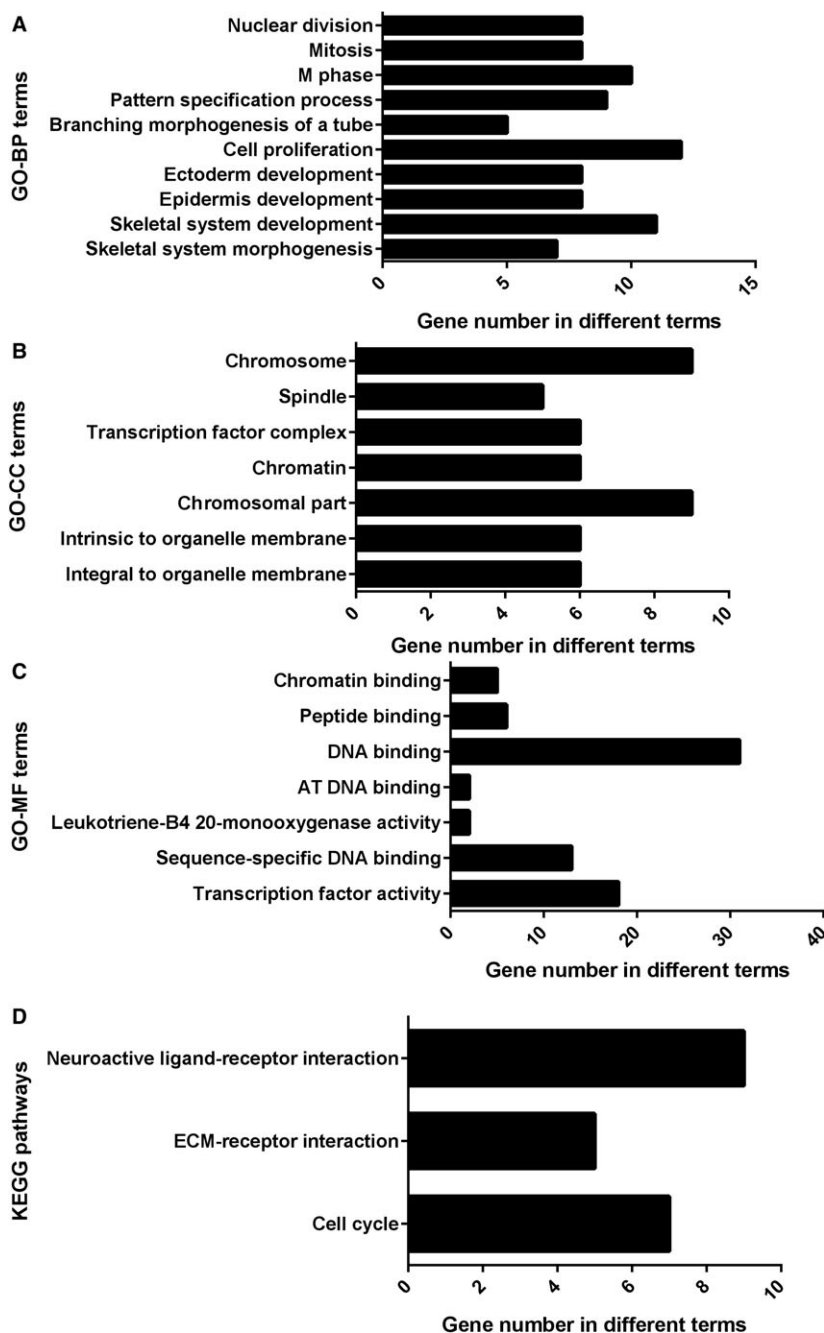 A
GO-BP terms
Nuclear division
Mitosis
M phase
Pattern specification process
Branching morphogenesis of a tube
Cell proliferation
Ectoderm development
Epidermis development
Skeletal system development
Skeletal system morphogenesis
0 5 10 15
Gene number in different terms
B
GO-CC terms
Chromosome
Spindle
Transcription factor complex
Chromatin
Chromosomal part
Intrinsic to organelle membrane
Integral to organelle membrane
0 2 4 6 8 10
Gene number in different terms
C
GO-MF terms
Chromatin binding
Peptide binding
DNA binding
AT DNA binding
Leukotriene-B4 20-monooxygenase activity
Sequence-specific DNA binding
Transcription factor activity
0 10 20 30 40
Gene number in different terms
D
KEGG pathways
Neuroactive ligand-receptor interaction
ECM-receptor interaction
Cell cycle
0 2 4 6 8 10
Gene number in different terms